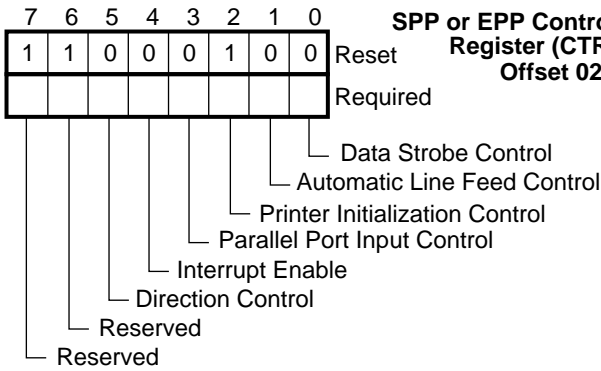 7 6 5 4 3 2 1 0
SPP or EPP Contro
1 1 0 0 0 1 0 0 Reset
Register (CTR
Offset 02
Required
Data Strobe Control
Automatic Line Feed Control
Printer Initialization Control
Parallel Port Input Control
Interrupt Enable
Direction Control
Reserved
Reserved